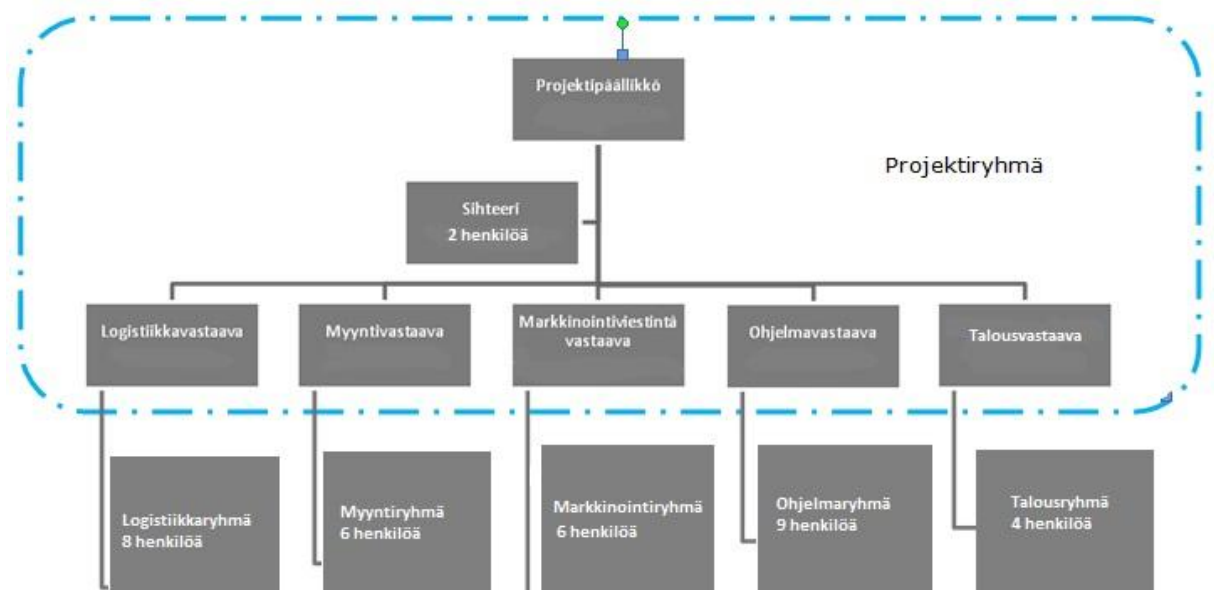 Projektipäällikkö
Projektiryhmä
Sihteeri
2 henkilöä
Logistiikkavastaava
Myyntivastaava
Markkinointiviestintä
vastaava
Ohjelmavastaava
Talousvastaava
Logistiikkaryhmä
8 henkilöä
Myyntiryhmä
6 henkilöä
Markkinointiryhmä
6 henkilöä
Ohjelmaryhmä
9 henkilöä
Talousryhmä
4 henkilöä